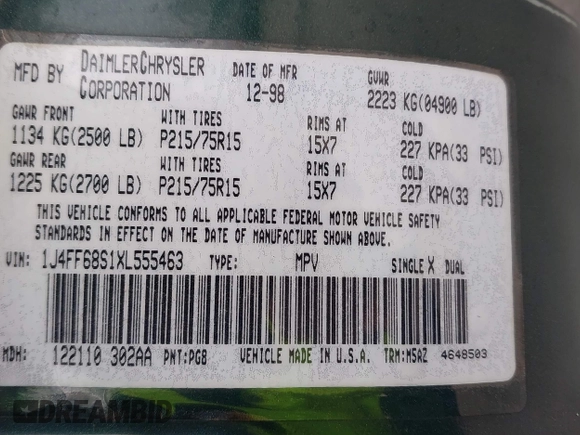 MFD BY DAIMLERCHRYSLER CORPORATION DATE OF MFR 12-98 GVWR 2223 KG(04900 LB)
GAWR FRONT WITH TIRES RIMS AT COLD
1134 KG(2500 LB) P215/75R15 15X7 227 KPA(33 PSI)
GAWR REAR WITH TIRES RIMS AT COLD
1225 KG(2700 LB) P215/75R15 15X7 227 KPA(33 PSI)
THIS VEHICLE CONFORMS TO ALL APPLICABLE FEDERAL MOTOR VEHICLE SAFETY
STANDARDS IN EFFECT ON THE DATE OF MANUFACTURE SHOWN ABOVE.
VIN: 1J4FF68S1XL555463 TYPE: MPV SINGLE X DUAL
MDH: 122110 302AA PNT:PG8 VEHICLE MADE IN U.S.A. TRM:M5AZ 4648503
DREAMBID